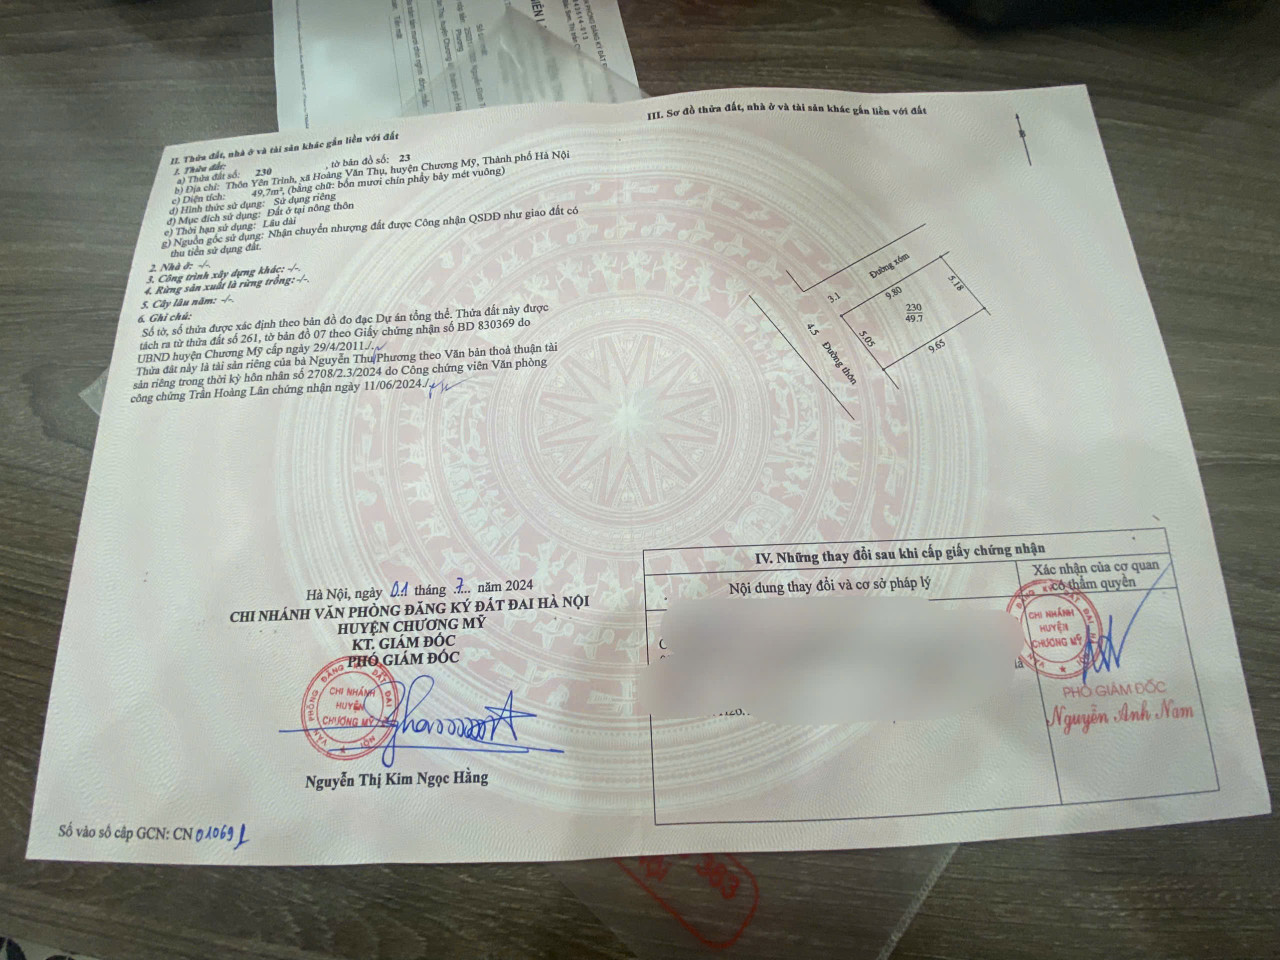 II. Thửa đất, nhà ở và tài sản khác gắn liền với đất
1. Thửa đất:
a) Thửa đất số: 230 , tờ bản đồ số: 23
b) Địa chỉ: Thôn Yên Trình, xã Hoàng Văn Thụ, huyện Chương Mỹ, Thành phố Hà Nội
c) Diện tích: 49,7m², (bằng chữ: bốn mươi chín phẩy bảy mét vuông)
d) Hình thức sử dụng: Sử dụng riêng
đ) Mục đích sử dụng: Đất ở tại nông thôn
e) Thời hạn sử dụng: Lâu dài
g) Nguồn gốc sử dụng: Nhận chuyển nhượng đất được Công nhận QSDĐ như giao đất có
thu tiền sử dụng đất.
2. Nhà ở: -/-.
3. Công trình xây dựng khác: -/-.
4. Rừng sản xuất là rừng trồng:-/-.
5. Cây lâu năm: -/-.
6. Ghi chú:
Số tờ, số thửa được xác định theo bản đồ đo đạc Dự án tổng thể. Thửa đất này được
tách ra từ thửa đất số 261, tờ bản đồ 07 theo Giấy chứng nhận số BD 830369 do
UBND huyện Chương Mỹ cấp ngày 29/4/2011./.
Thửa đất này là tài sản riêng của bà Nguyễn Thu Phương theo Văn bản thoả thuận tài
sản riêng trong thời kỳ hôn nhân số 2708/2.3/2024 do Công chứng viên Văn phòng
công chứng Trần Hoàng Lân chứng nhận ngày 11/06/2024./.
Hà Nội, ngày 01 tháng 7... năm 2024
CHI NHÁNH VĂN PHÒNG ĐĂNG KÝ ĐẤT ĐAI HÀ NỘI
HUYỆN CHƯƠNG MỸ
KT. GIÁM ĐỐC
PHÓ GIÁM ĐỐC
VĂN PHÒNG ĐĂNG KÝ ĐẤT ĐAI HÀ NỘI
CHI NHÁNH
HUYỆN
CHƯƠNG MỸ
Nguyễn Thị Kim Ngọc Hằng
Số vào sổ cấp GCN: CN 01069
III. Sơ đồ thửa đất, nhà ở và tài sản khác gắn liền với đất
Đường xóm
3.1
9.80
5.18
230
49.7
5.05
9.65
4.5
Đường thôn
IV. Những thay đổi sau khi cấp giấy chứng nhận
Nội dung thay đổi và cơ sở pháp lý
Xác nhận của cơ quan
có thẩm quyền
CHI NHÁNH
HUYỆN
CHƯƠNG MỸ
là
PHÓ GIÁM ĐỐC
Nguyễn Anh Nam